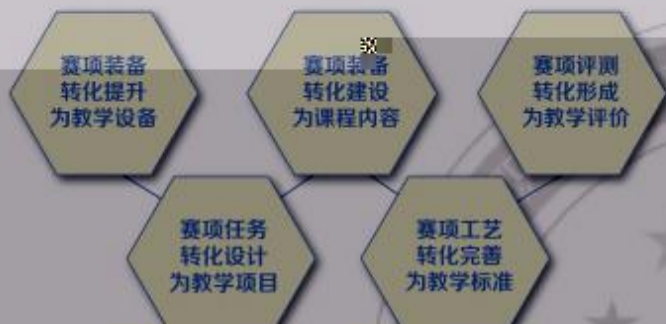 赛项装备
转化提升
为教学设备
赛项装备
转化建设
为课程内容
赛项评测
转化形成
为教学评价
赛项任务
转化设计
为教学项目
赛项工艺
转化完善
为教学标准